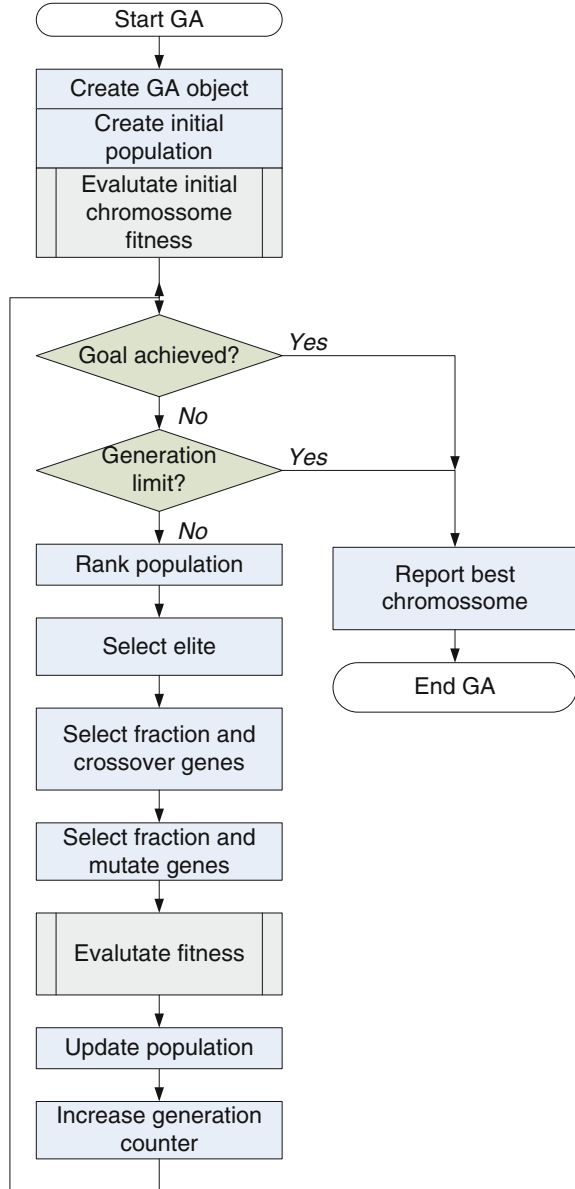 Start GA
Create GA object
Create initial
population
Evalutate initial
chromossome
fitness
Goal achieved?
Yes
No
Generation
limit?
Yes
No
Rank population
Report best
chromossome
Select elite
End GA
Select fraction and
crossover genes
Select fraction and
mutate genes
Evalutate fitness
Update population
Increase generation
counter